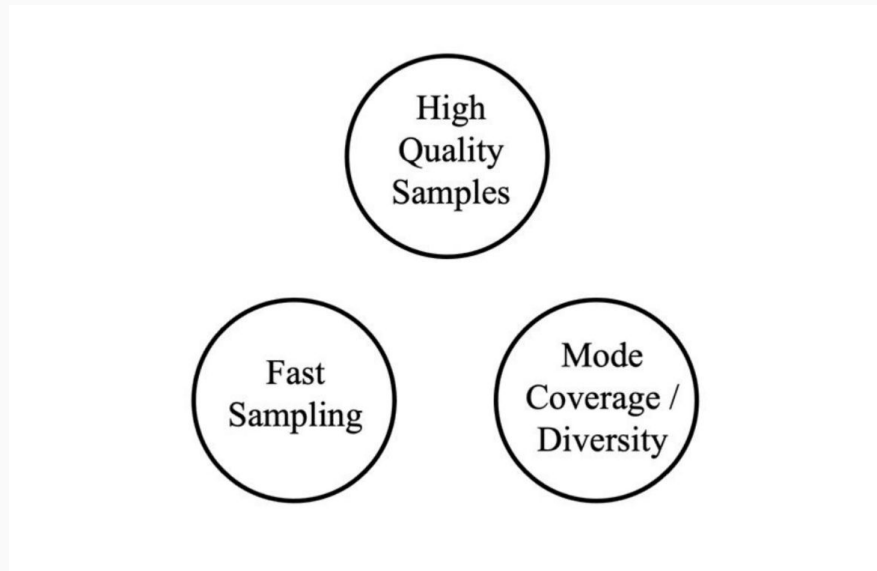 High
Quality
Samples
Fast
Sampling
Mode
Coverage /
Diversity